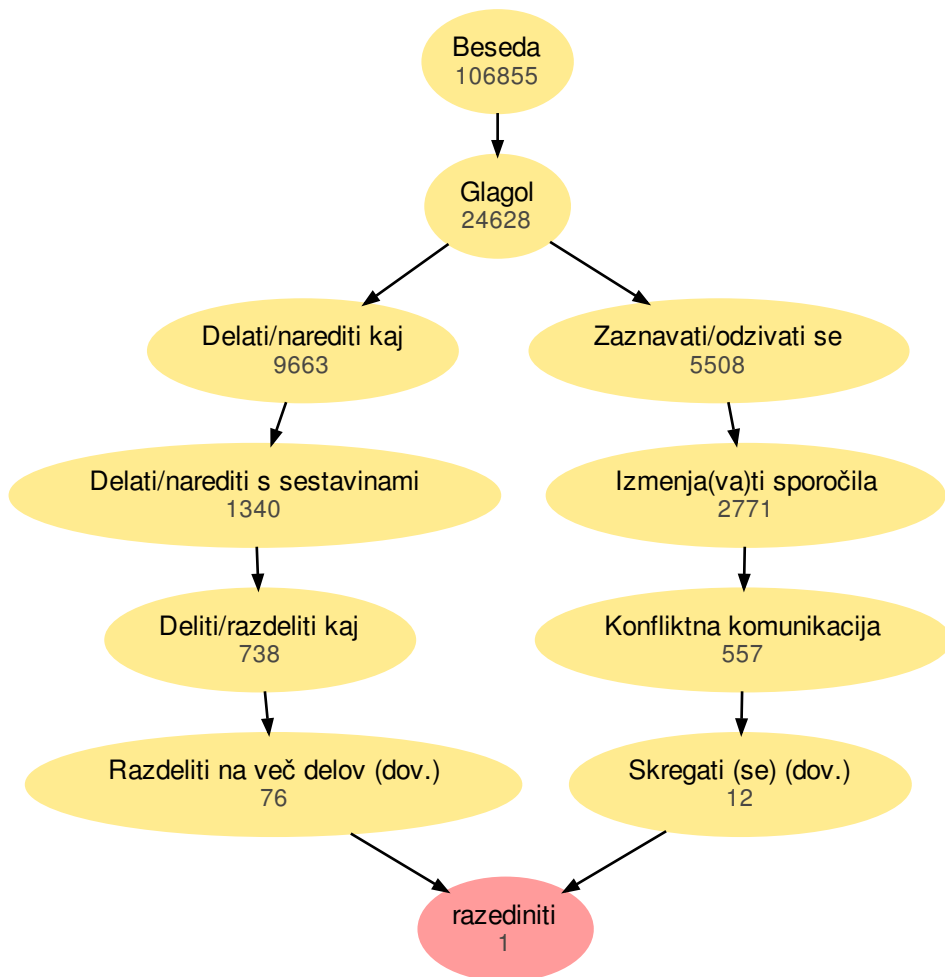 Beseda
106855
Glagol
24628
Delati/narediti kaj
9663
Zaznavati/odzivati se
5508
Delati/narediti s sestavinami
1340
Izmenja(va)ti sporočila
2771
Deliti/razdeliti kaj
738
Konfliktna komunikacija
557
Razdeliti na več delov (dov.)
76
Skregati (se) (dov.)
12
razediniti
1